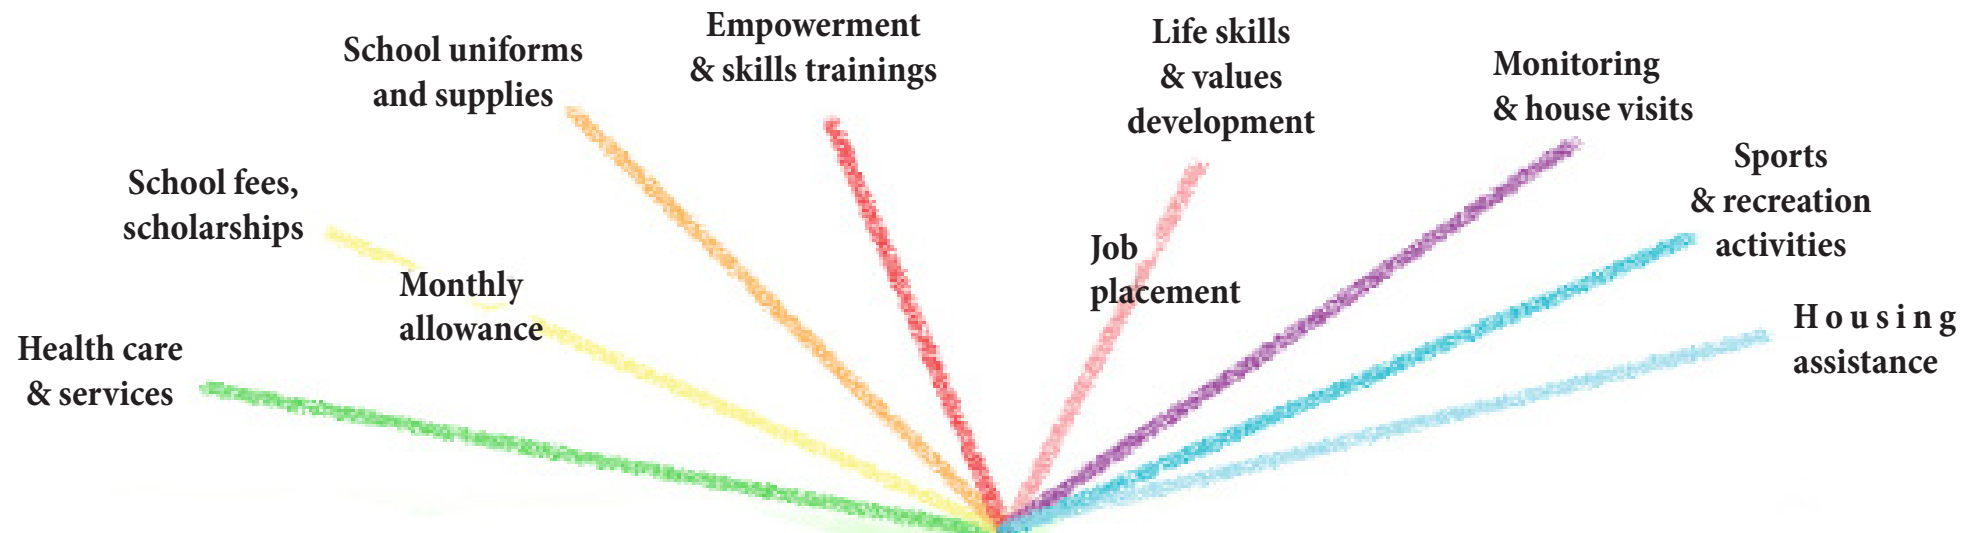 Health care
& services
School fees,
scholarships
Monthly
allowance
School uniforms
and supplies
Empowerment
& skills trainings
Life skills
& values
development
Job
placement
Monitoring
& house visits
Sports
& recreation
activities
Housing
assistance